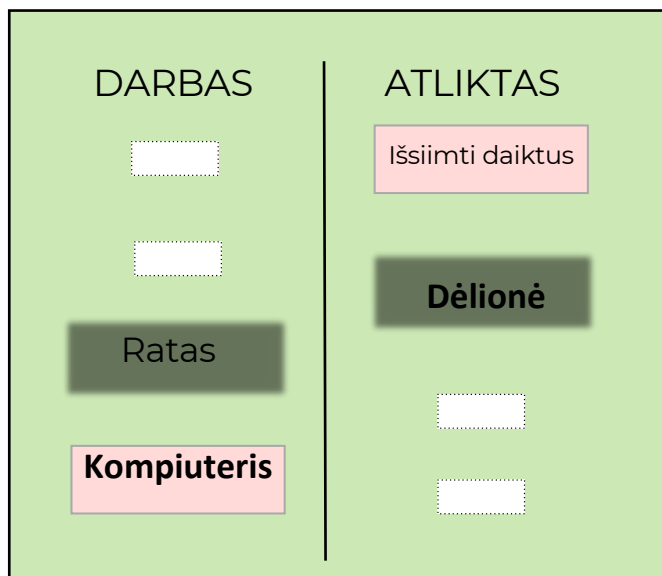 DARBAS
ATLIKTAS
Išsiimti daiktus
Dėlionė
Ratas
Kompiuteris